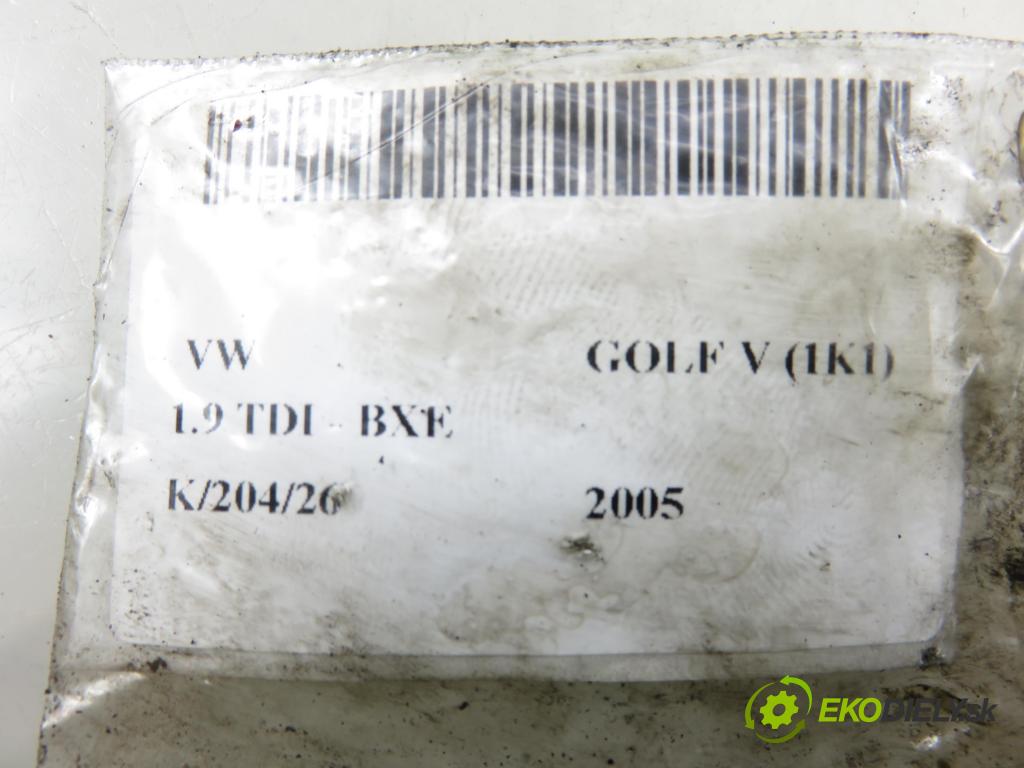 VW GOLF V (1K1)
1.9 TDI - BXE
K/204/26 2005
EKODIELY.sk